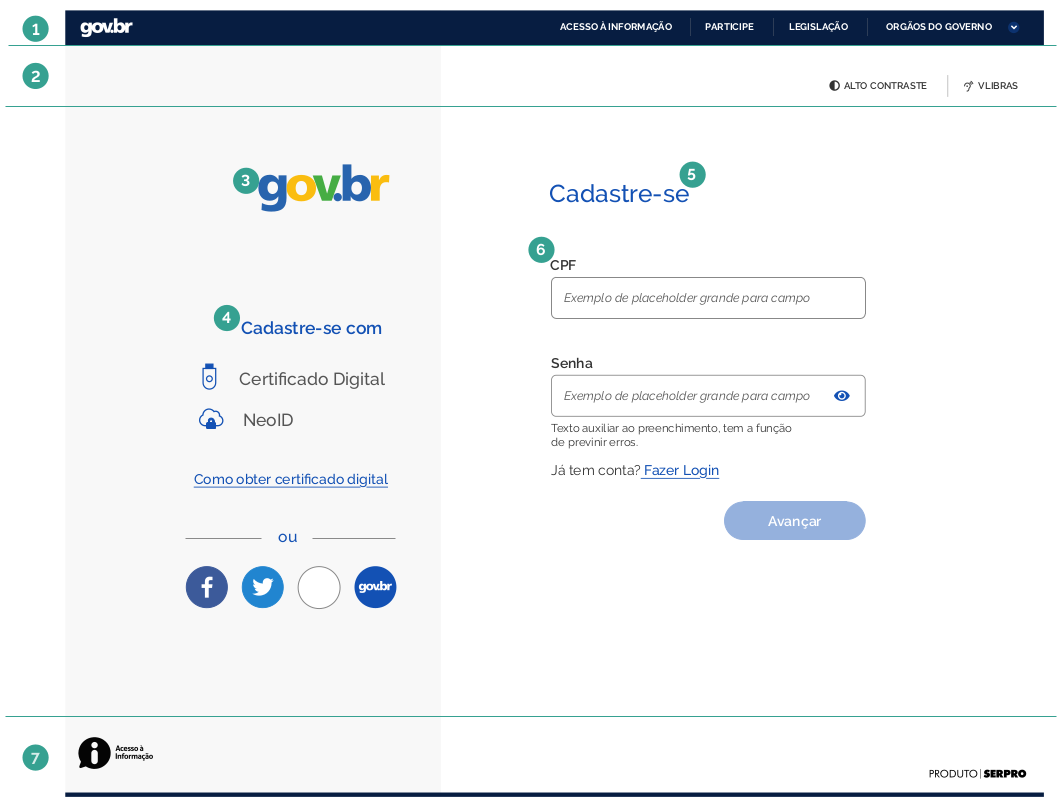 1
gov.br
ACESSO À INFORMAÇÃO
PARTICIPE
LEGISLAÇÃO
ORGÃOS DO GOVERNO
2
ALTO CONTRASTE
VLIBRAS
3
gov.br
4
Cadastre-se com
Certificado Digital
NeoID
Como obter certificado digital
ou
gov.br
5
Cadastre-se
6
CPF
Exemplo de placeholder grande para campo
Senha
Exemplo de placeholder grande para campo
Texto auxiliar ao preenchimento, tem a função
de previnir erros.
Já tem conta? Fazer Login
Avançar
7
Acesso à
Informação
PRODUTO | SERPRO